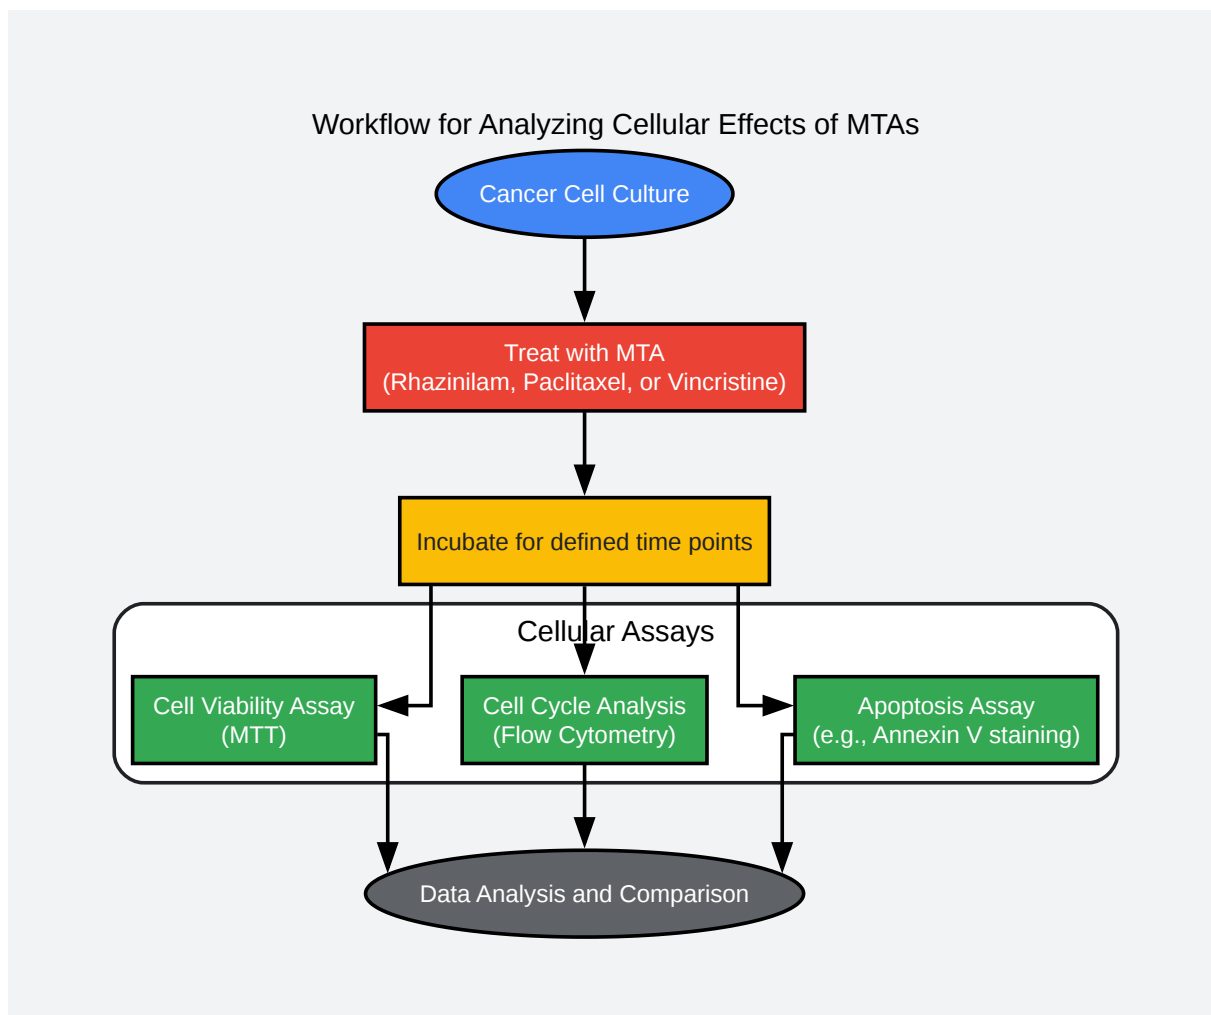 Workflow for Analyzing Cellular Effects of MTAs
Cancer Cell Culture
Treat with MTA
(Rhazinilam, Paclitaxel, or Vincristine)
Incubate for defined time points
Cellular Assays
Cell Viability Assay
(MTT)
Cell Cycle Analysis
(Flow Cytometry)
Apoptosis Assay
(e.g., Annexin V staining)
Data Analysis and Comparison